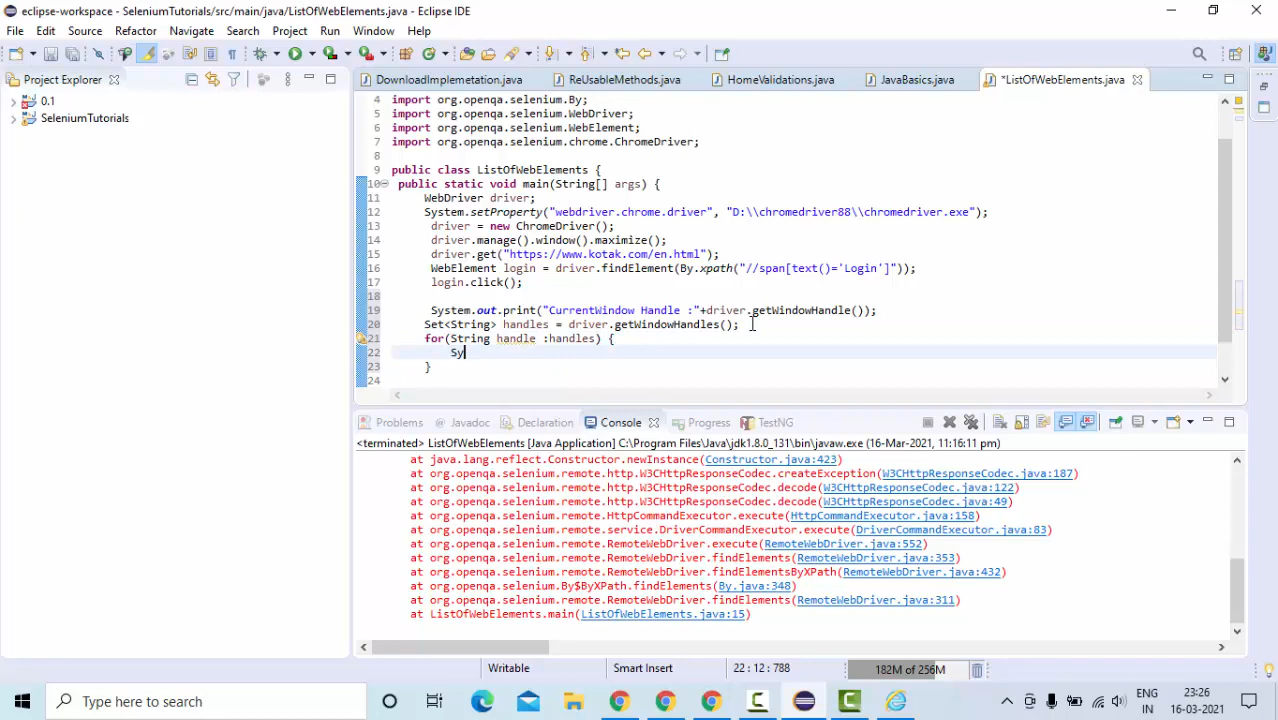 eclipse-workspace - SeleniumTutorials/src/main/java/ListOfWebElements.java - Eclipse IDE
File Edit Source Refactor Navigate Search Project Run Window Help
Project Explorer
0.1
SeleniumTutorials
DownloadImplemetation.java ReUsableMethods.java HomeValidations.java JavaBasics.java *ListOfWebElements.java
4 import org.openqa.selenium.By;
5 import org.openqa.selenium.WebDriver;
6 import org.openqa.selenium.WebElement;
7 import org.openqa.selenium.chrome.ChromeDriver;
8
9 public class ListOfWebElements {
10 public static void main(String[] args) {
11 WebDriver driver;
12 System.setProperty("webdriver.chrome.driver", "D:\\chromedriver88\\chromedriver.exe");
13 driver = new ChromeDriver();
14 driver.manage().window().maximize();
15 driver.get("https://www.kotak.com/en.html");
16 WebElement login = driver.findElement(By.xpath("//span[text()='Login']"));
17 login.click();
18
19 System.out.print("CurrentWindow Handle :"+driver.getWindowHandle());
20 Set<String> handles = driver.getWindowHandles();
21 for(String handle :handles) {
22 Sy
23 }
24
Problems Javadoc Declaration Console Progress TestNG
<terminated> ListOfWebElements [Java Application] C:\Program Files\Java\jdk1.8.0_131\bin\javaw.exe (16-Mar-2021, 11:16:11 pm)
at java.lang.reflect.Constructor.newInstance(Constructor.java:423)
at org.openqa.selenium.remote.http.W3CHttpResponseCodec.createException(W3CHttpResponseCodec.java:187)
at org.openqa.selenium.remote.http.W3CHttpResponseCodec.decode(W3CHttpResponseCodec.java:122)
at org.openqa.selenium.remote.http.W3CHttpResponseCodec.decode(W3CHttpResponseCodec.java:49)
at org.openqa.selenium.remote.HttpCommandExecutor.execute(HttpCommandExecutor.java:158)
at org.openqa.selenium.remote.service.DriverCommandExecutor.execute(DriverCommandExecutor.java:83)
at org.openqa.selenium.remote.RemoteWebDriver.execute(RemoteWebDriver.java:552)
at org.openqa.selenium.remote.RemoteWebDriver.findElements(RemoteWebDriver.java:353)
at org.openqa.selenium.remote.RemoteWebDriver.findElementsByXPath(RemoteWebDriver.java:432)
at org.openqa.selenium.By$ByXPath.findElements(By.java:348)
at org.openqa.selenium.remote.RemoteWebDriver.findElements(RemoteWebDriver.java:311)
at ListOfWebElements.main(ListOfWebElements.java:15)
Writable Smart Insert 22 : 12 : 788 182M of 256M
Type here to search
ENG
IN
23:26
16-03-2021